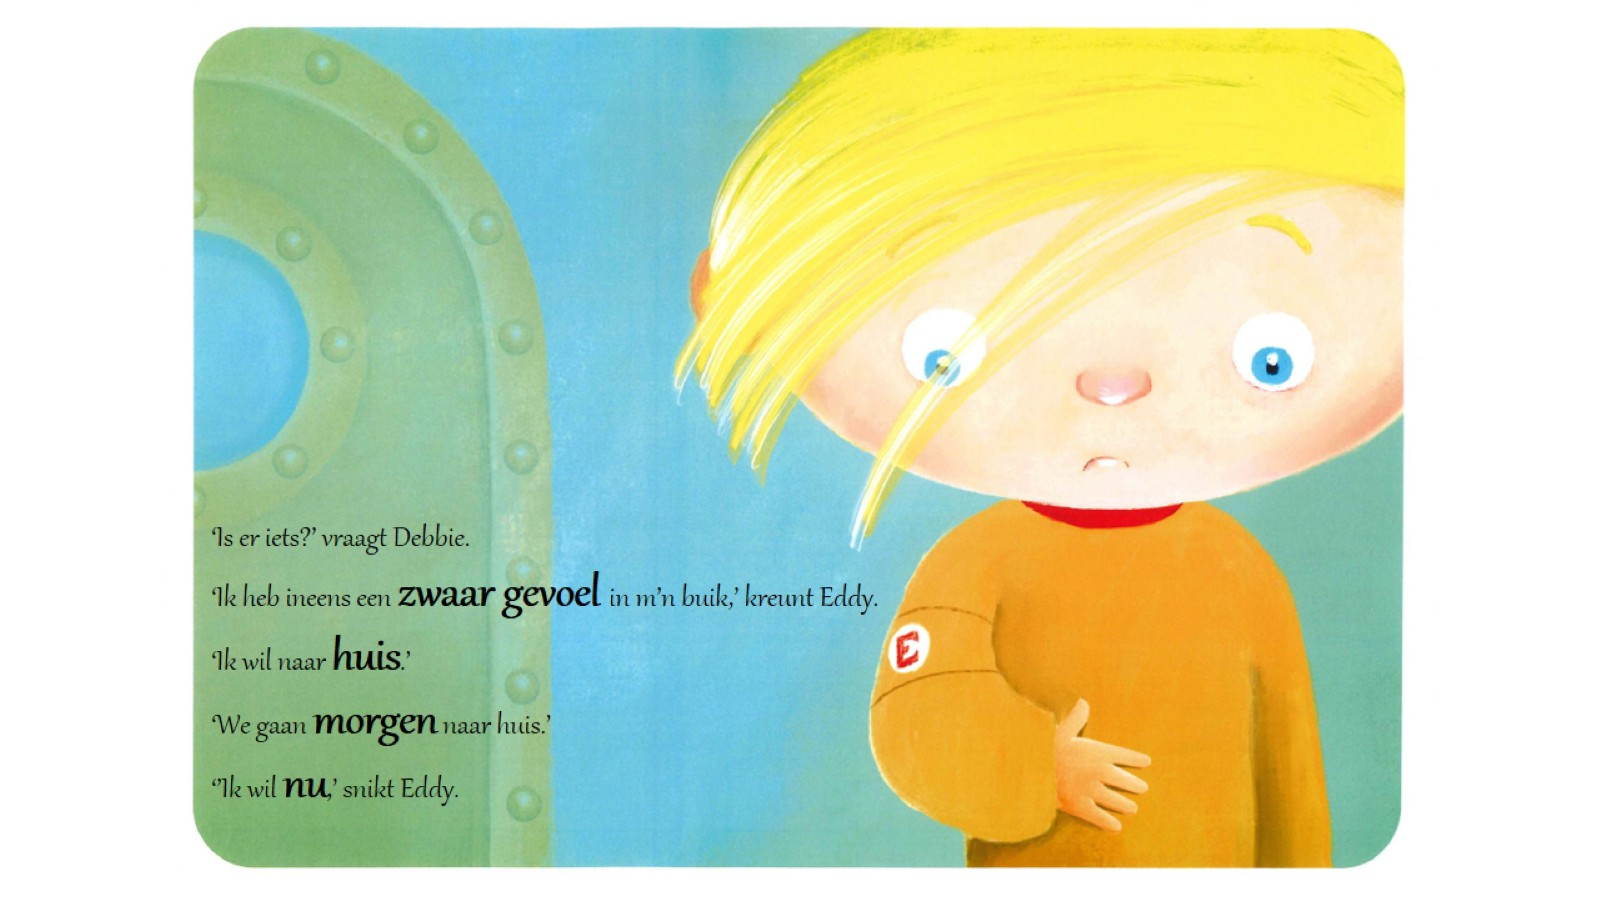 ‘Is er iets?’ vraagt Debbie.
‘Ik heb ineens een zwaar gevoel in m’n buik,’ kreunt Eddy.
‘Ik wil naar huis.’
‘We gaan morgen naar huis.’
‘’Ik wil nu,’ snikt Eddy.
E